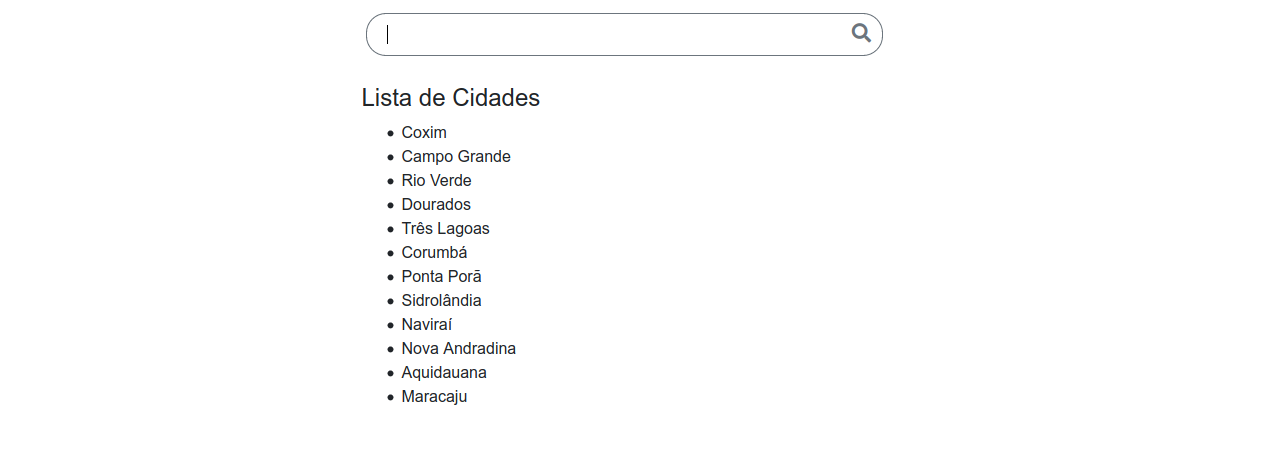 Lista de Cidades
Coxim
Campo Grande
Rio Verde
Dourados
Três Lagoas
Corumbá
Ponta Porã
Sidrolândia
Naviraí
Nova Andradina
Aquidauana
Maracaju